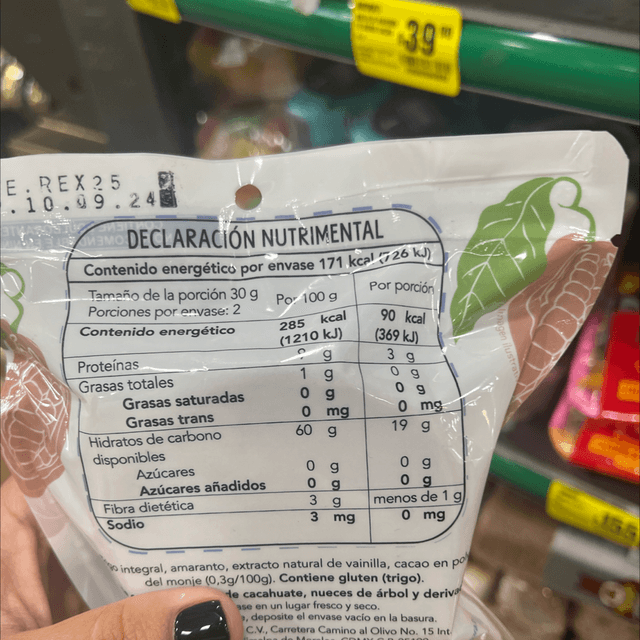 39
E. REX25
.10.09.24
DECLARACIÓN NUTRIMENTAL
Contenido energético por envase 171 kcal (726 kJ)
Tamaño de la porción 30 g
Porciones por envase: 2
Por 100 g
Por porción
Contenido energético 285 kcal (1210 kJ) 90 kcal (369 kJ)
Proteínas g 3 g
Grasas totales 1 g 0 g
Grasas saturadas 0 g 0 g
Grasas trans 0 mg 0 mg
Hidratos de carbono 60 g 19 g
disponibles
Azúcares 0 g 0 g
Azúcares añadidos 0 g 0 g
Fibra dietética 3 g menos de 1 g
Sodio 3 mg 0 mg
integral, amaranto, extracto natural de vainilla, cacao en
del monje (0,3g/100g). Contiene gluten (trigo).
de cacahuate, nueces de árbol y
en un lugar fresco y seco.
, deposite el envase vacío en la basura.
C.V., Carretera Camino al Olivo No. 15 Int.